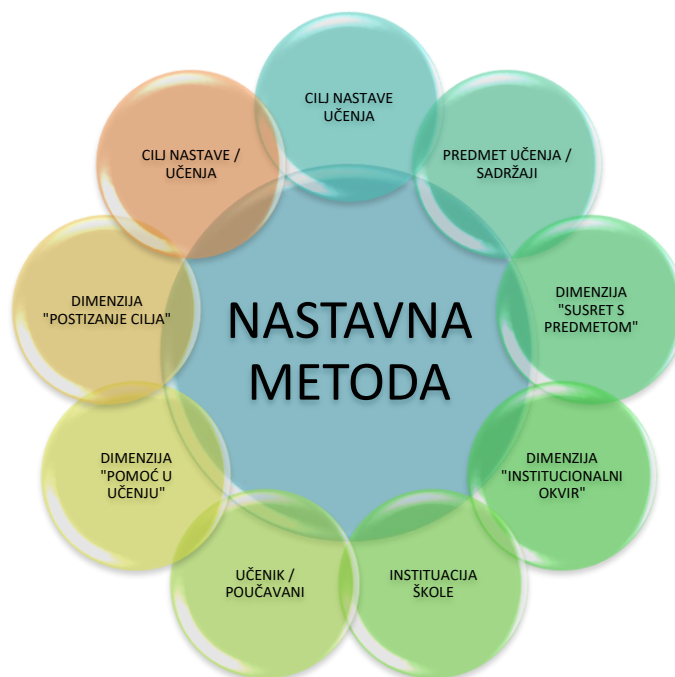 CILJ NASTAVE
UČENJA
PREDMET UČENJA /
SADRŽAJI
DIMENZIJA
"SUSRET S
PREDMETOM"
DIMENZIJA
"INSTITUCIONALNI
OKVIR"
INSTITUACIJA
ŠKOLE
UČENIK /
POUČAVANI
DIMENZIJA
"POMOĆ U
UČENJU"
DIMENZIJA
"POSTIZANJE CILJA"
CILJ NASTAVE /
UČENJA
NASTAVNA
METODA